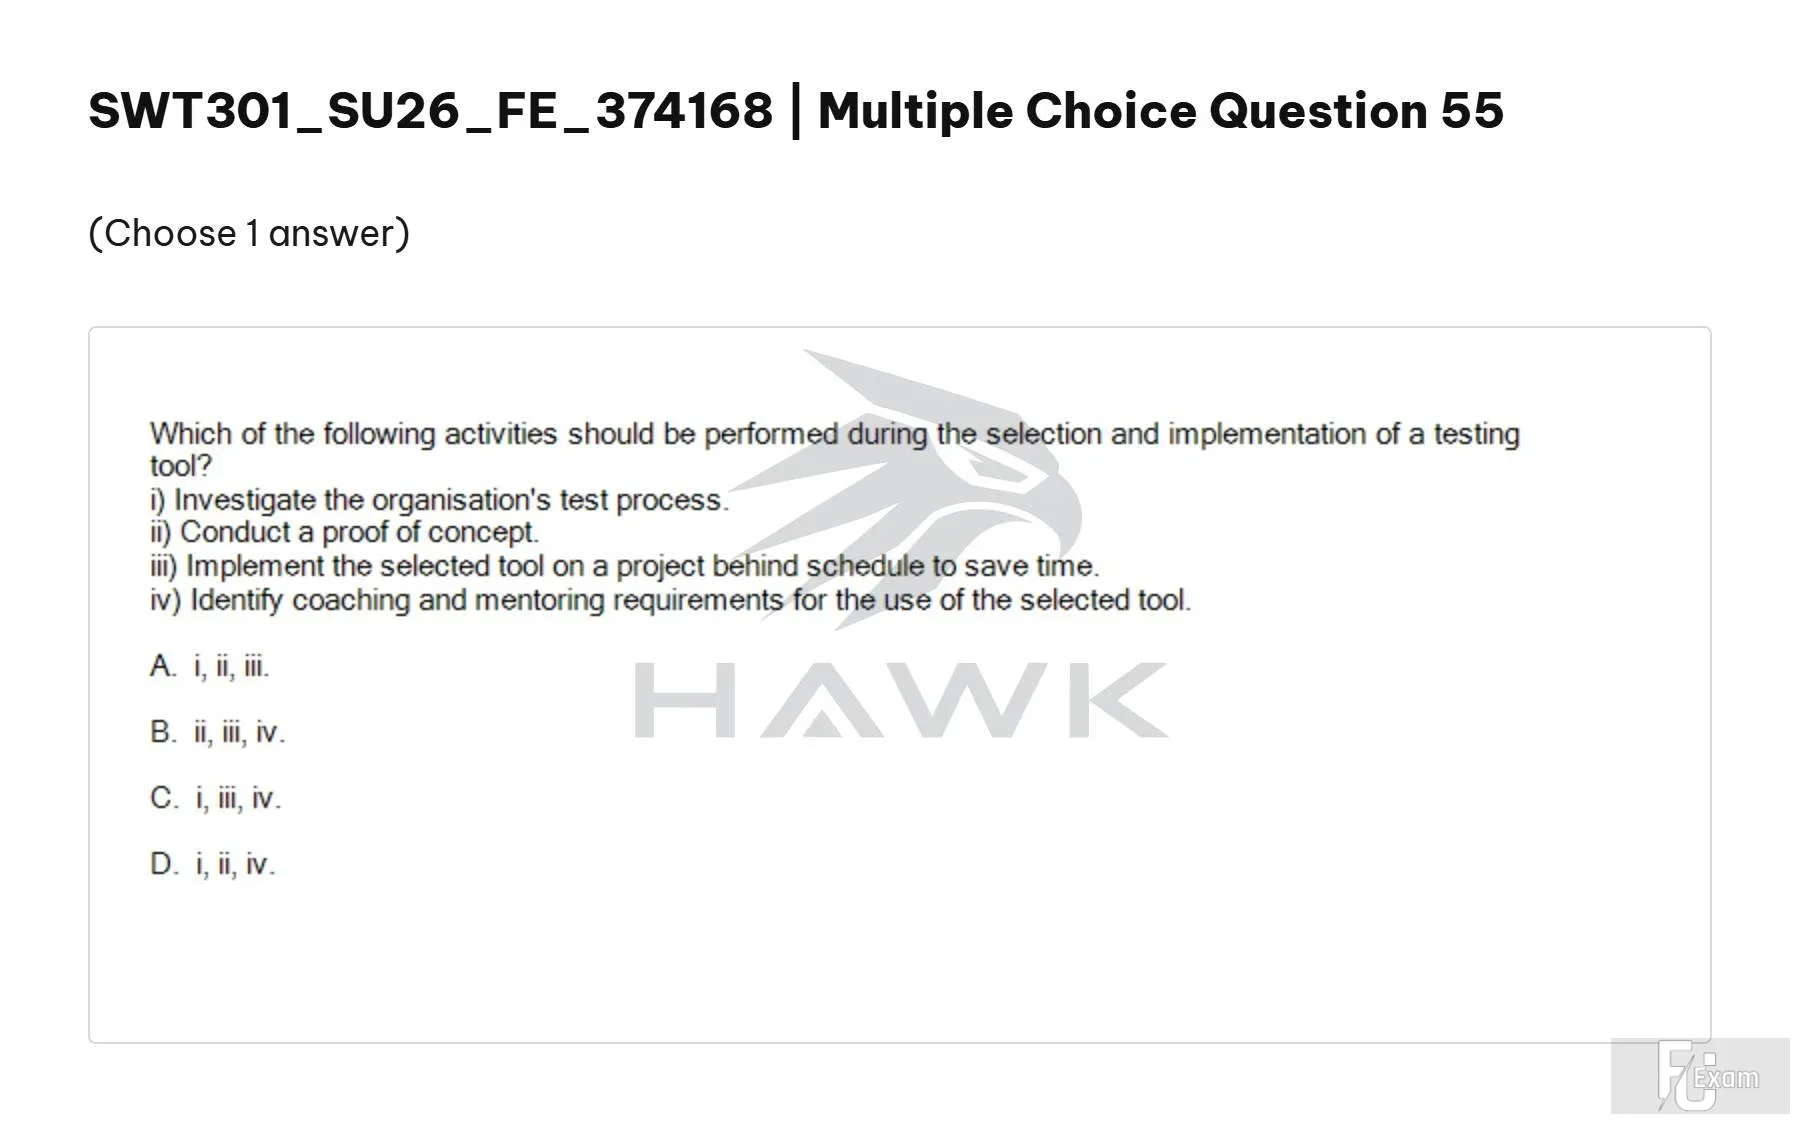 SWT301_SU26_FE_374168 | Multiple Choice Question 55
(Choose 1 answer)
Which of the following activities should be performed during the selection and implementation of a testing
tool?
i) Investigate the organisation's test process.
ii) Conduct a proof of concept.
iii) Implement the selected tool on a project behind schedule to save time.
iv) Identify coaching and mentoring requirements for the use of the selected tool.
HAWK
A. i, ii, iii.
B. ii, iii, iv.
C. i, iii, iv.
D. i, ii, iv.
FU Exam